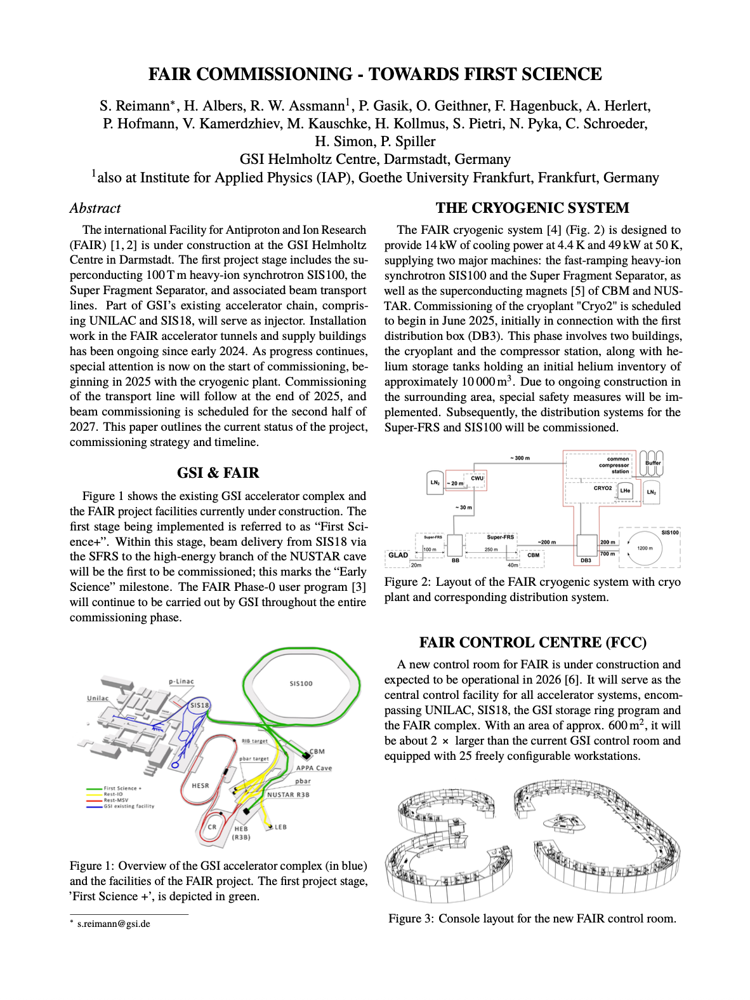 FAIR COMMISSIONING - TOWARDS FIRST SCIENCE
S. Reimann*, H. Albers, R. W. Assmann1, P. Gasik, O. Geithner, F. Hagenbuck, A. Herlert,
P. Hofmann, V. Kamerdzhiev, M. Kauschke, H. Kollmus, S. Pietri, N. Pyka, C. Schroeder,
H. Simon, P. Spiller
GSI Helmholtz Centre, Darmstadt, Germany
1also at Institute for Applied Physics (IAP), Goethe University Frankfurt, Frankfurt, Germany
Abstract
The international Facility for Antiproton and Ion Research
(FAIR) [1, 2] is under construction at the GSI Helmholtz
Centre in Darmstadt. The first project stage includes the su-
perconducting 100 T m heavy-ion synchrotron SIS100, the
Super Fragment Separator, and associated beam transport
lines. Part of GSI's existing accelerator chain, compris-
ing UNILAC and SIS18, will serve as injector. Installation
work in the FAIR accelerator tunnels and supply buildings
has been ongoing since early 2024. As progress continues,
special attention is now on the start of commissioning, be-
ginning in 2025 with the cryogenic plant. Commissioning
of the transport line will follow at the end of 2025, and
beam commissioning is scheduled for the second half of
2027. This paper outlines the current status of the project,
commissioning strategy and timeline.
GSI & FAIR
Figure 1 shows the existing GSI accelerator complex and
the FAIR project facilities currently under construction. The
first stage being implemented is referred to as “First Sci-
ence+”. Within this stage, beam delivery from SIS18 via
the SFRS to the high-energy branch of the NUSTAR cave
will be the first to be commissioned; this marks the “Early
Science” milestone. The FAIR Phase-0 user program [3]
will continue to be carried out by GSI throughout the entire
commissioning phase.
SIS100
p-Linac
Unilac
SIS18
RIB target
CBM
pbar target
APPA Cave
pbar
HESR
NUSTAR R3B
First Science +
Rest-IO
Rest-MSV
GSI existing facility
CR
HEB
(R3B)
LEB
Figure 1: Overview of the GSI accelerator complex (in blue)
and the facilities of the FAIR project. The first project stage,
'First Science +', is depicted in green.
* s.reimann@gsi.de
THE CRYOGENIC SYSTEM
The FAIR cryogenic system [4] (Fig. 2) is designed to
provide 14 kW of cooling power at 4.4 K and 49 kW at 50 K,
supplying two major machines: the fast-ramping heavy-ion
synchrotron SIS100 and the Super Fragment Separator, as
well as the superconducting magnets [5] of CBM and NUS-
TAR. Commissioning of the cryoplant "Cryo2" is scheduled
to begin in June 2025, initially in connection with the first
distribution box (DB3). This phase involves two buildings,
the cryoplant and the compressor station, along with he-
lium storage tanks holding an initial helium inventory of
approximately 10 000 m3. Due to ongoing construction in
the surrounding area, special safety measures will be im-
plemented. Subsequently, the distribution systems for the
Super-FRS and SIS100 will be commissioned.
~ 300 m
common
compressor
station
Buffer
LN2
~ 20 m
CWU
CRYO2
LHe
LN2
~ 30 m
Super-FRS
100 m
Super-FRS
250 m
~200 m
200 m
700 m
SIS100
1200 m
GLAD
20m
BB
40m
CBM
DB3
Figure 2: Layout of the FAIR cryogenic system with cryo
plant and corresponding distribution system.
FAIR CONTROL CENTRE (FCC)
A new control room for FAIR is under construction and
expected to be operational in 2026 [6]. It will serve as the
central control facility for all accelerator systems, encom-
passing UNILAC, SIS18, the GSI storage ring program and
the FAIR complex. With an area of approx. 600 m2, it will
be about 2 × larger than the current GSI control room and
equipped with 25 freely configurable workstations.
Figure 3: Console layout for the new FAIR control room.